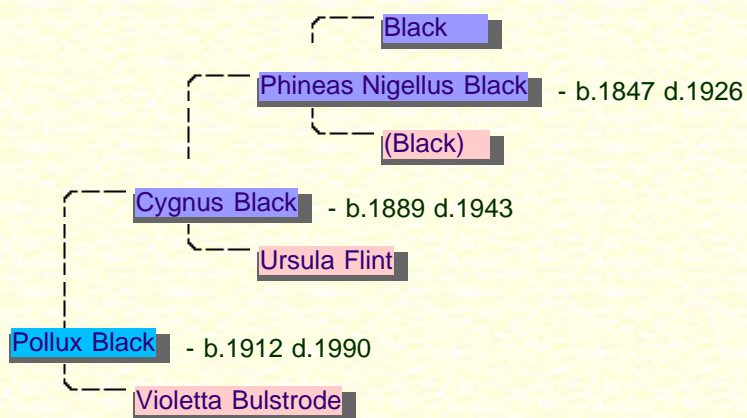 Black
Phineas Nigellus Black - b.1847 d.1926
(Black)
Cygnus Black - b.1889 d.1943
Ursula Flint
Pollux Black - b.1912 d.1990
Violetta Bulstrode